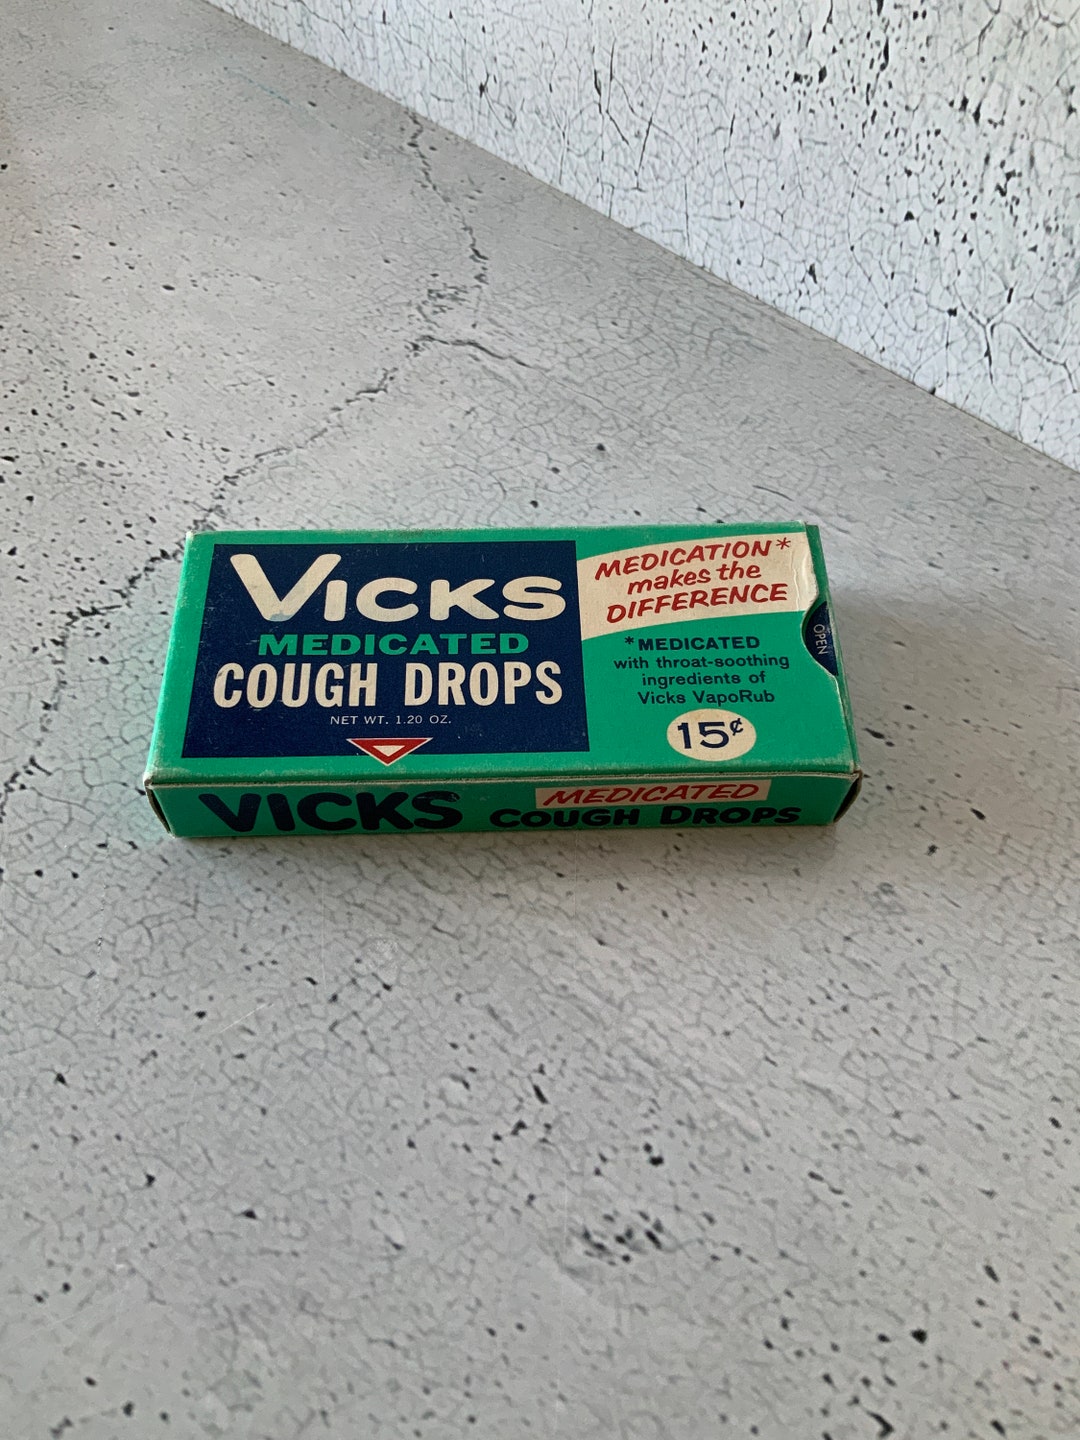 VICKS
MEDICATED
COUGH DROPS
NET WT. 1.20 OZ.
MEDICATION*
makes the
DIFFERENCE
*MEDICATED
with throat-soothing
ingredients of
Vicks VapoRub
15¢
OPEN
VICKS MEDICATED
COUGH DROPS